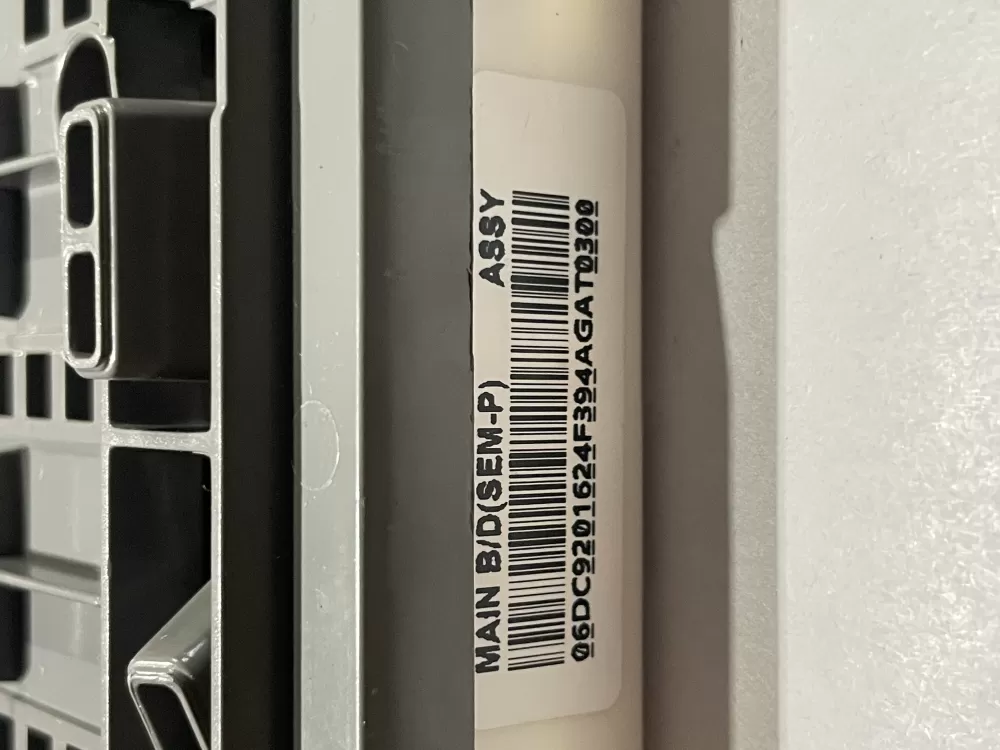 MAIN B/D(SEM-P) ASSY
06DC9201624F394AGAT0300